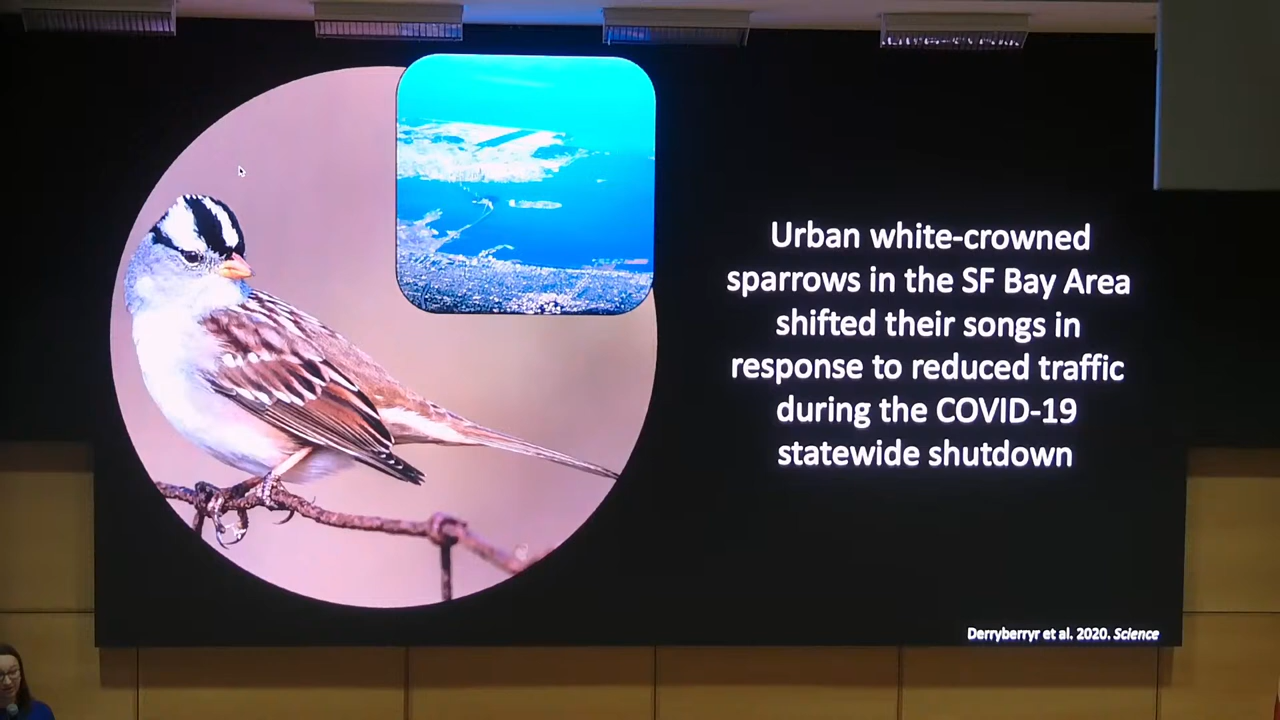 Urban white-crowned
sparrows in the SF Bay Area
shifted their songs in
response to reduced traffic
during the COVID-19
statewide shutdown
Derryberryr et al. 2020. Science